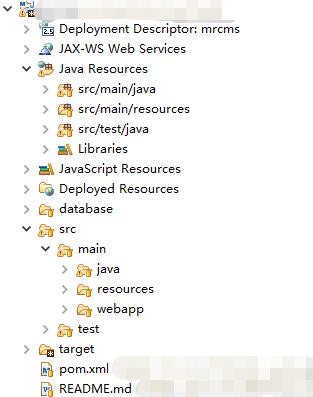 Deployment Descriptor: mrcms
JAX-WS Web Services
Java Resources
src/main/java
src/main/resources
src/test/java
Libraries
JavaScript Resources
Deployed Resources
database
src
main
java
resources
webapp
test
target
pom.xml
README.md